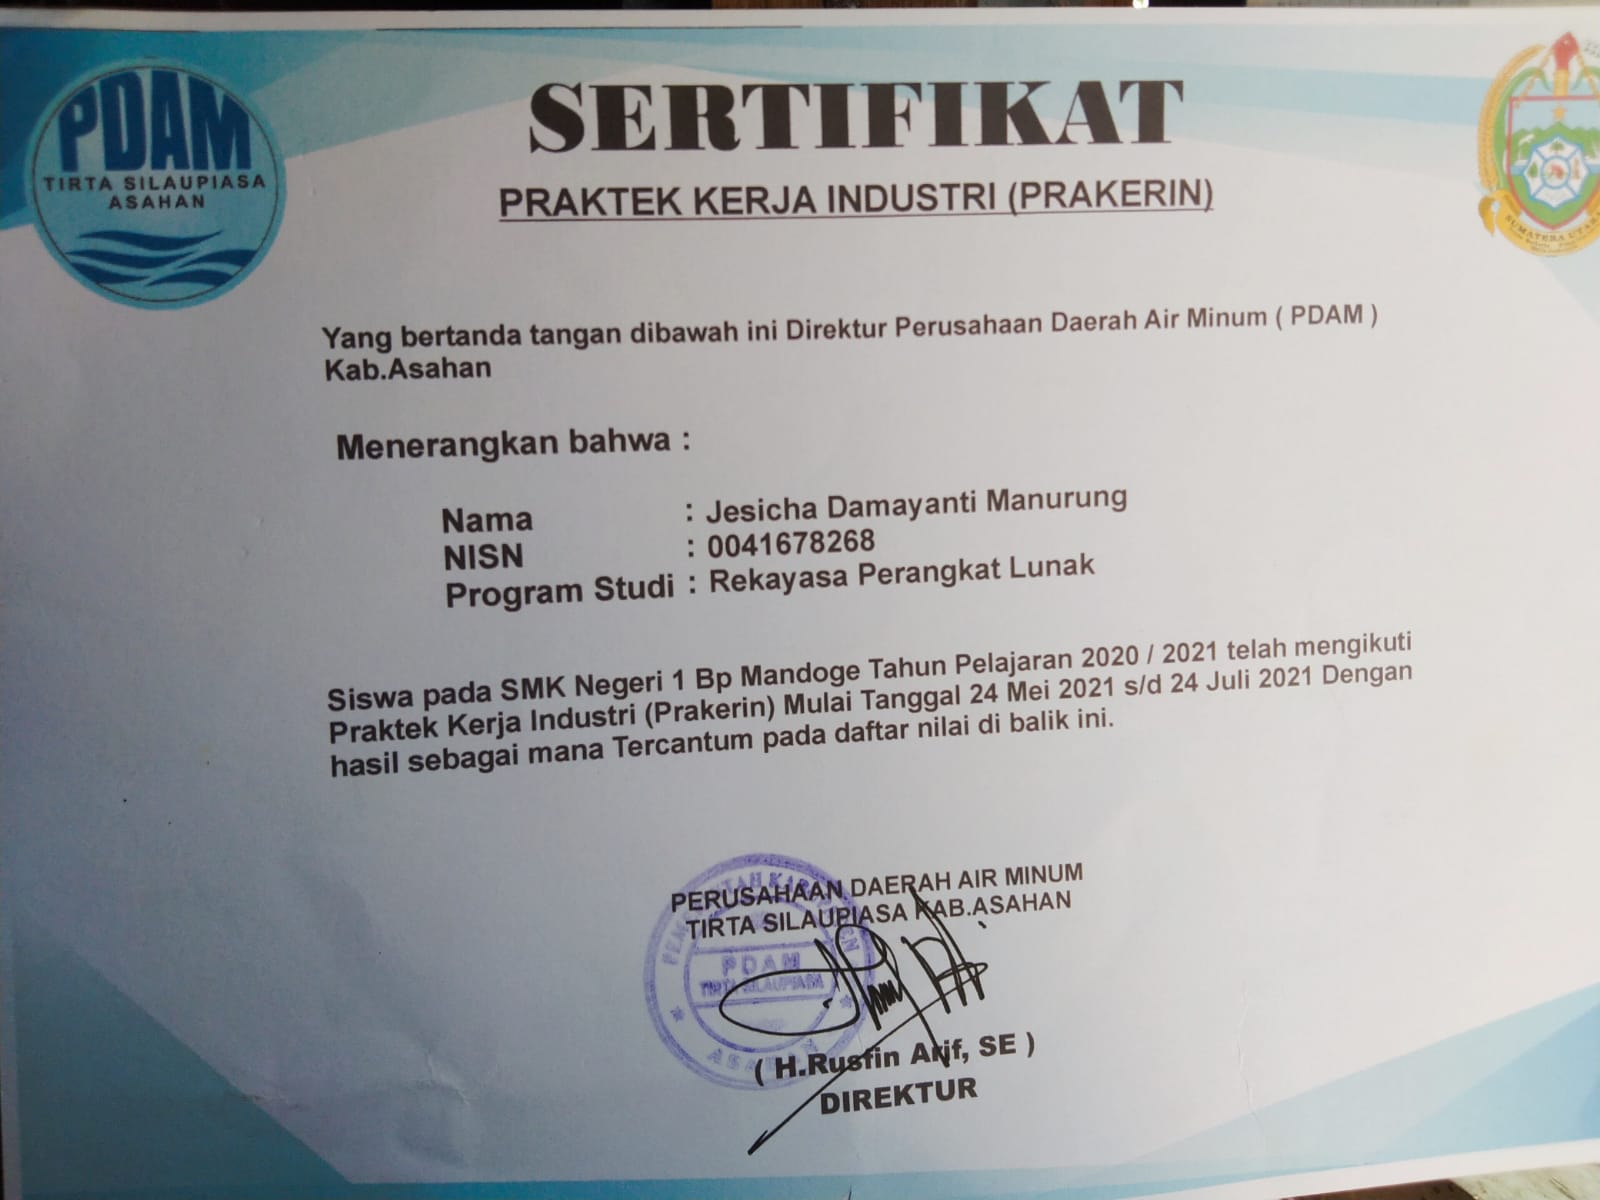 PDAM
TIRTA SILAUPIASA
ASAHAN
SERTIFIKAT
PRAKTEK KERJA INDUSTRI (PRAKERIN)
SUMATERA UTARA
Yang bertanda tangan dibawah ini Direktur Perusahaan Daerah Air Minum ( PDAM )
Kab.Asahan
Menerangkan bahwa :
Nama : Jesicha Damayanti Manurung
NISN : 0041678268
Program Studi : Rekayasa Perangkat Lunak
Siswa pada SMK Negeri 1 Bp Mandoge Tahun Pelajaran 2020 / 2021 telah mengikuti
Praktek Kerja Industri (Prakerin) Mulai Tanggal 24 Mei 2021 s/d 24 Juli 2021 Dengan
hasil sebagai mana Tercantum pada daftar nilai di balik ini.
PERUSAHAAN DAERAH AIR MINUM
TIRTA SILAUPIASA KAB.ASAHAN
PDAM
TIRTA SILAUPIASA
ASAHAN
( H.Rusfin Arif, SE )
DIREKTUR